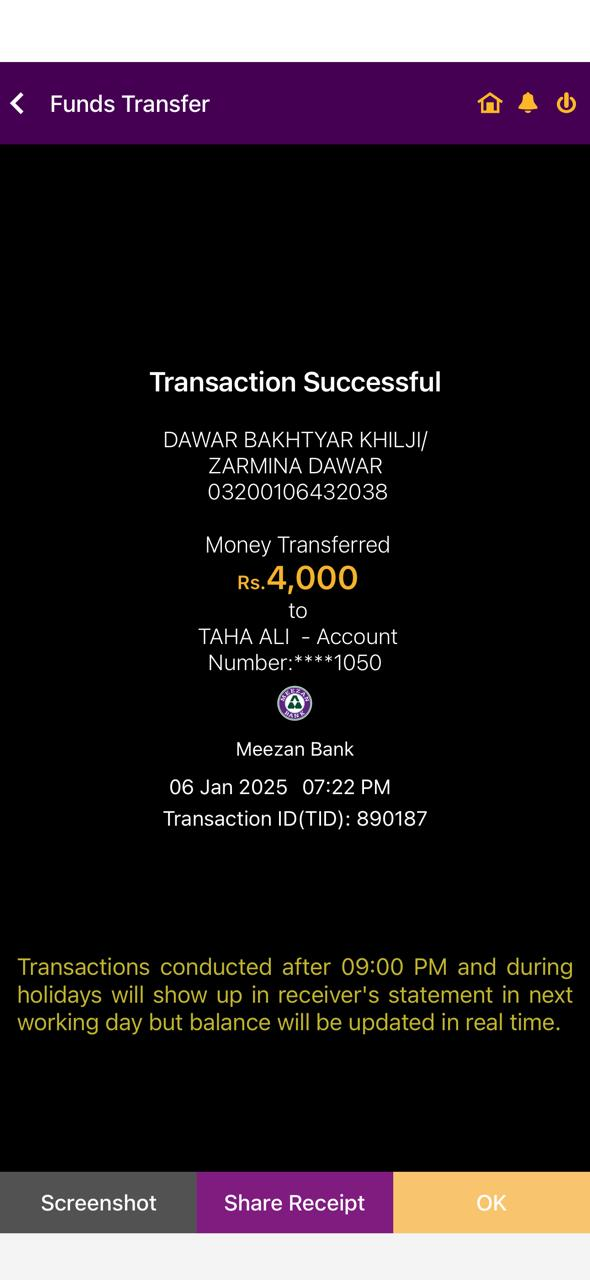 Funds Transfer
Transaction Successful
DAWAR BAKHTYAR KHILJI/
ZARMINA DAWAR
03200106432038
Money Transferred
Rs.4,000
to
TAHA ALI - Account
Number:****1050
MEEZAN
BANK
Meezan Bank
06 Jan 2025 07:22 PM
Transaction ID(TID): 890187
Transactions conducted after 09:00 PM and during
holidays will show up in receiver's statement in next
working day but balance will be updated in real time.
Screenshot
Share Receipt
OK